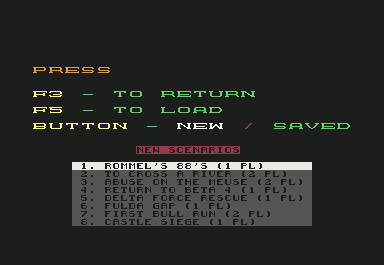 PRESS
F3 - TO RETURN
F5 - TO LOAD
BUTTON - NEW / SAVED
NEW SCENARIOS
1. ROMMEL'S 88'S (1 PL)
2. TO CROSS A RIVER (2 PL)
3. ABUSE ON THE MEUSE (2 PL)
4. RETURN TO BETA 4 (1 PL)
5. DELTA FORCE RESCUE (1 PL)
6. FULDA GAP (1 PL)
7. FIRST BULL RUN (2 PL)
8. CASTLE SIEGE (1 PL)